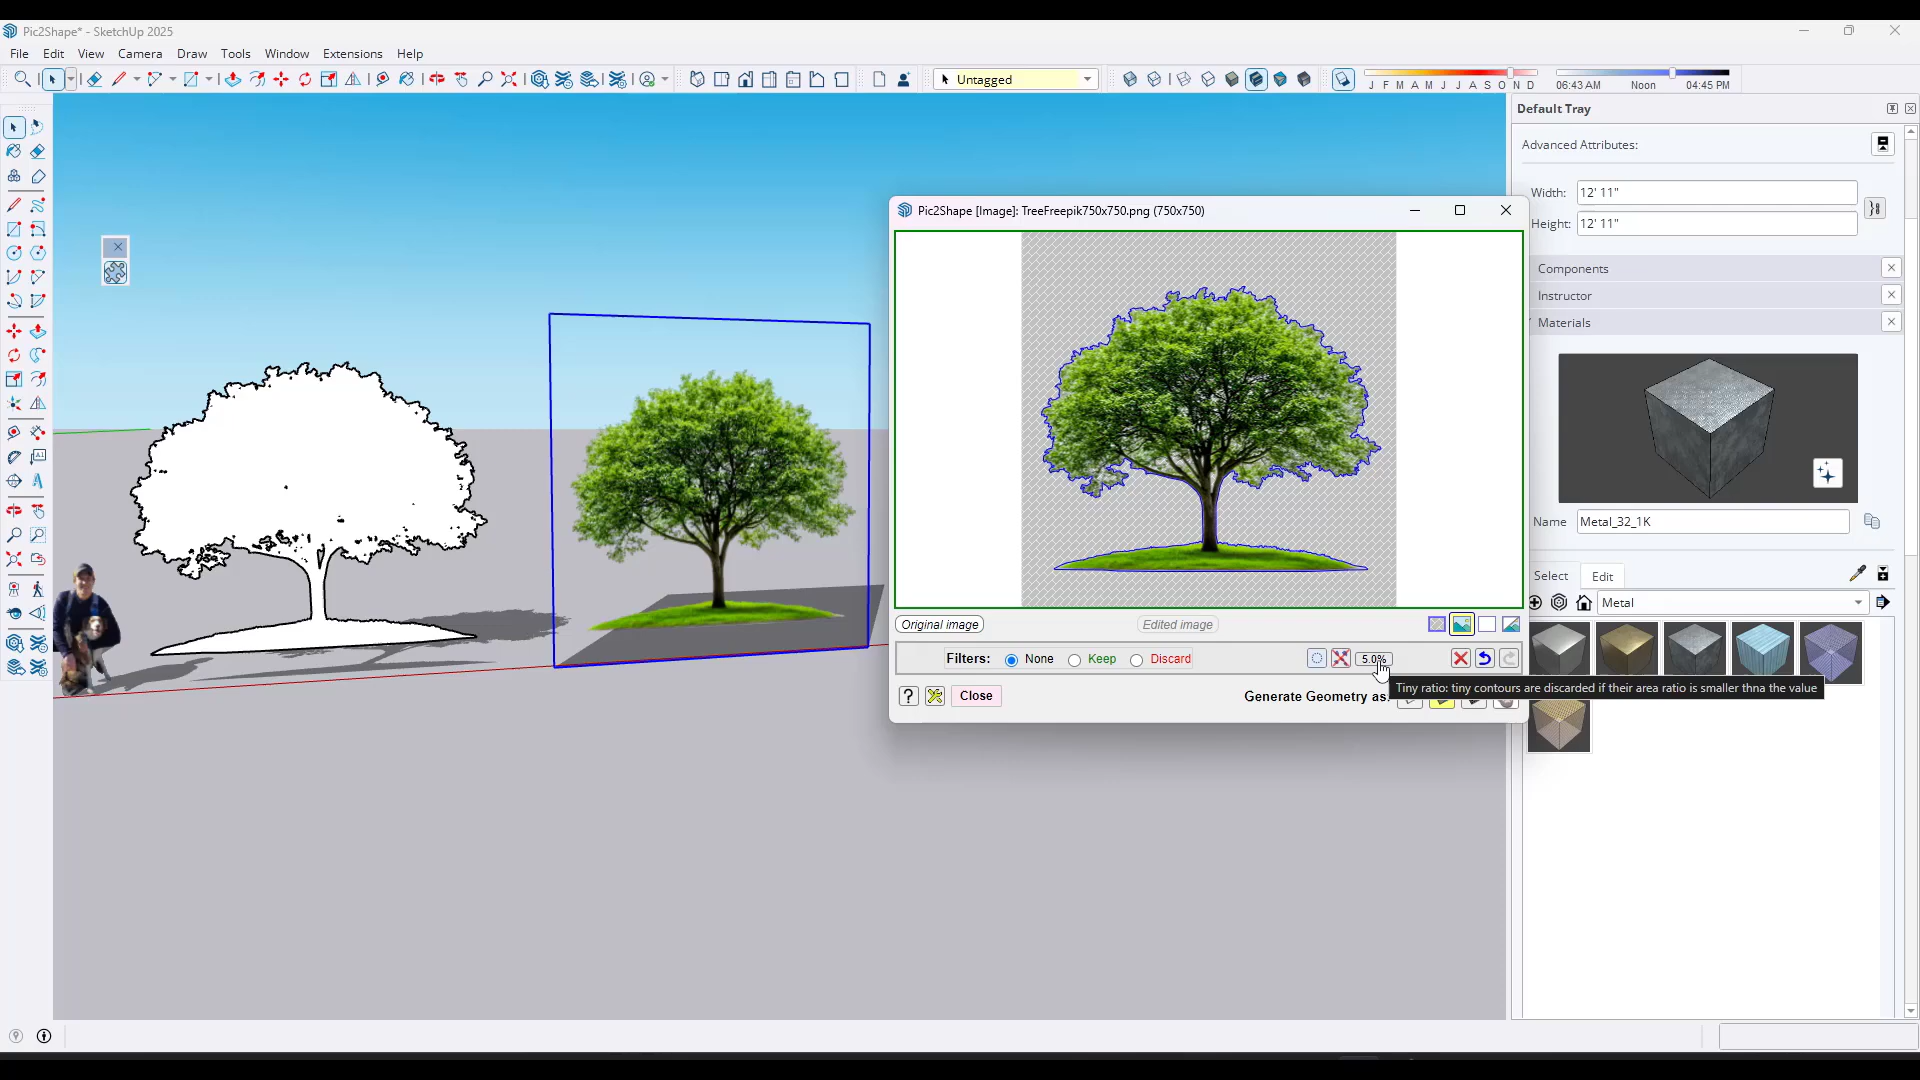 Pic2Shape* - SketchUp 2025
File Edit View Camera Draw Tools Window Extensions Help
Untagged
J F M A M J J A S O N D
06:43 AM Noon 04:45 PM
Default Tray
Advanced Attributes:
Width: 12' 11"
Height: 12' 11"
Components
Instructor
Materials
Name Metal_32_1K
Select Edit
Metal
Pic2Shape [Image]: TreeFreepik750x750.png (750x750)
Original image
Edited image
Filters: None Keep Discard
5.0%
Tiny ratio: tiny contours are discarded if their area ratio is smaller thna the value
? Close
Generate Geometry as: